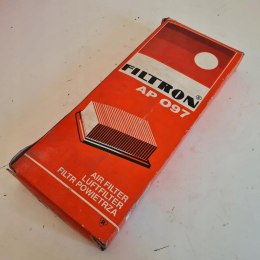 FILTRON®
AP 097
AIR FILTER
LUFTFILTER
FILTR POWIETRZA